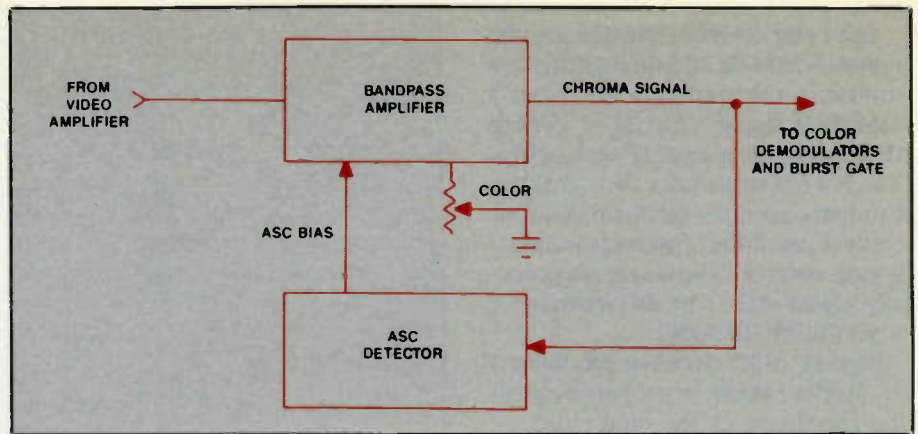 FROM
VIDEO
AMPLIFIER
BANDPASS
AMPLIFIER
CHROMA SIGNAL
TO COLOR
DEMODULATORS
AND BURST GATE
COLOR
ASC BIAS
ASC
DETECTOR